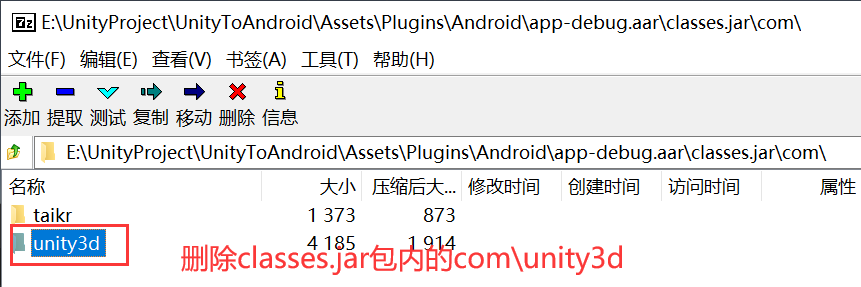 E:\UnityProject\UnityToAndroid\Assets\Plugins\Android\app-debug.aar\classes.jar\com\
文件(F) 编辑(E) 查看(V) 书签(A) 工具(T) 帮助(H)
添加 提取 测试 复制 移动 删除 信息
E:\UnityProject\UnityToAndroid\Assets\Plugins\Android\app-debug.aar\classes.jar\com\
名称 大小 压缩后大... 修改时间 创建时间 访问时间 属性
taikr 1 373 873
unity3d 4 185 1 914
删除classes.jar包内的com\unity3d